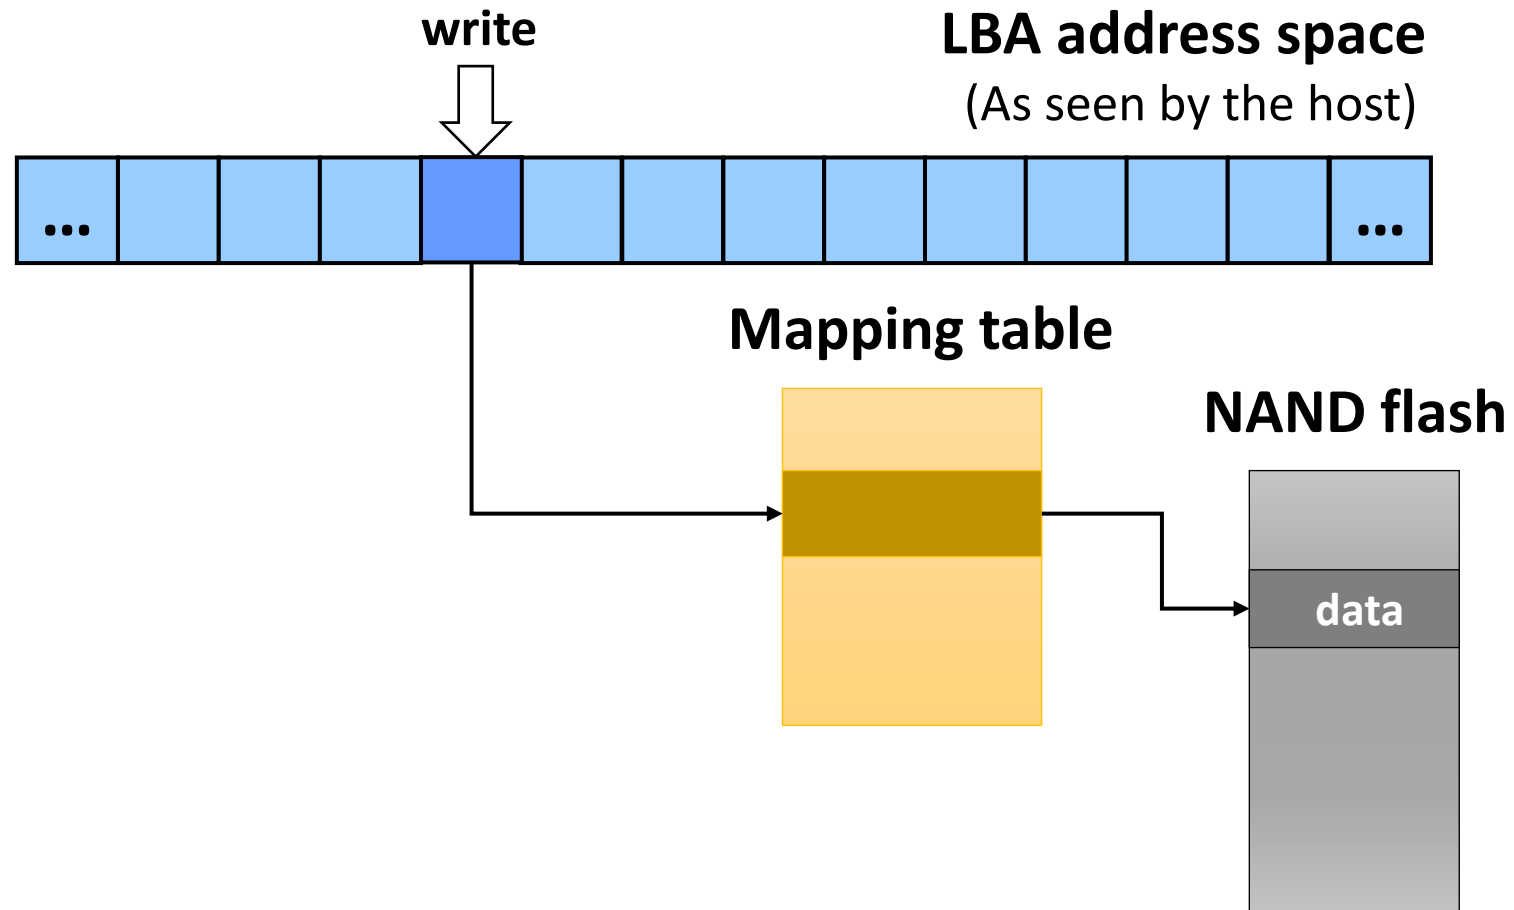 write
LBA address space
(As seen by the host)
...
...
Mapping table
NAND flash
data